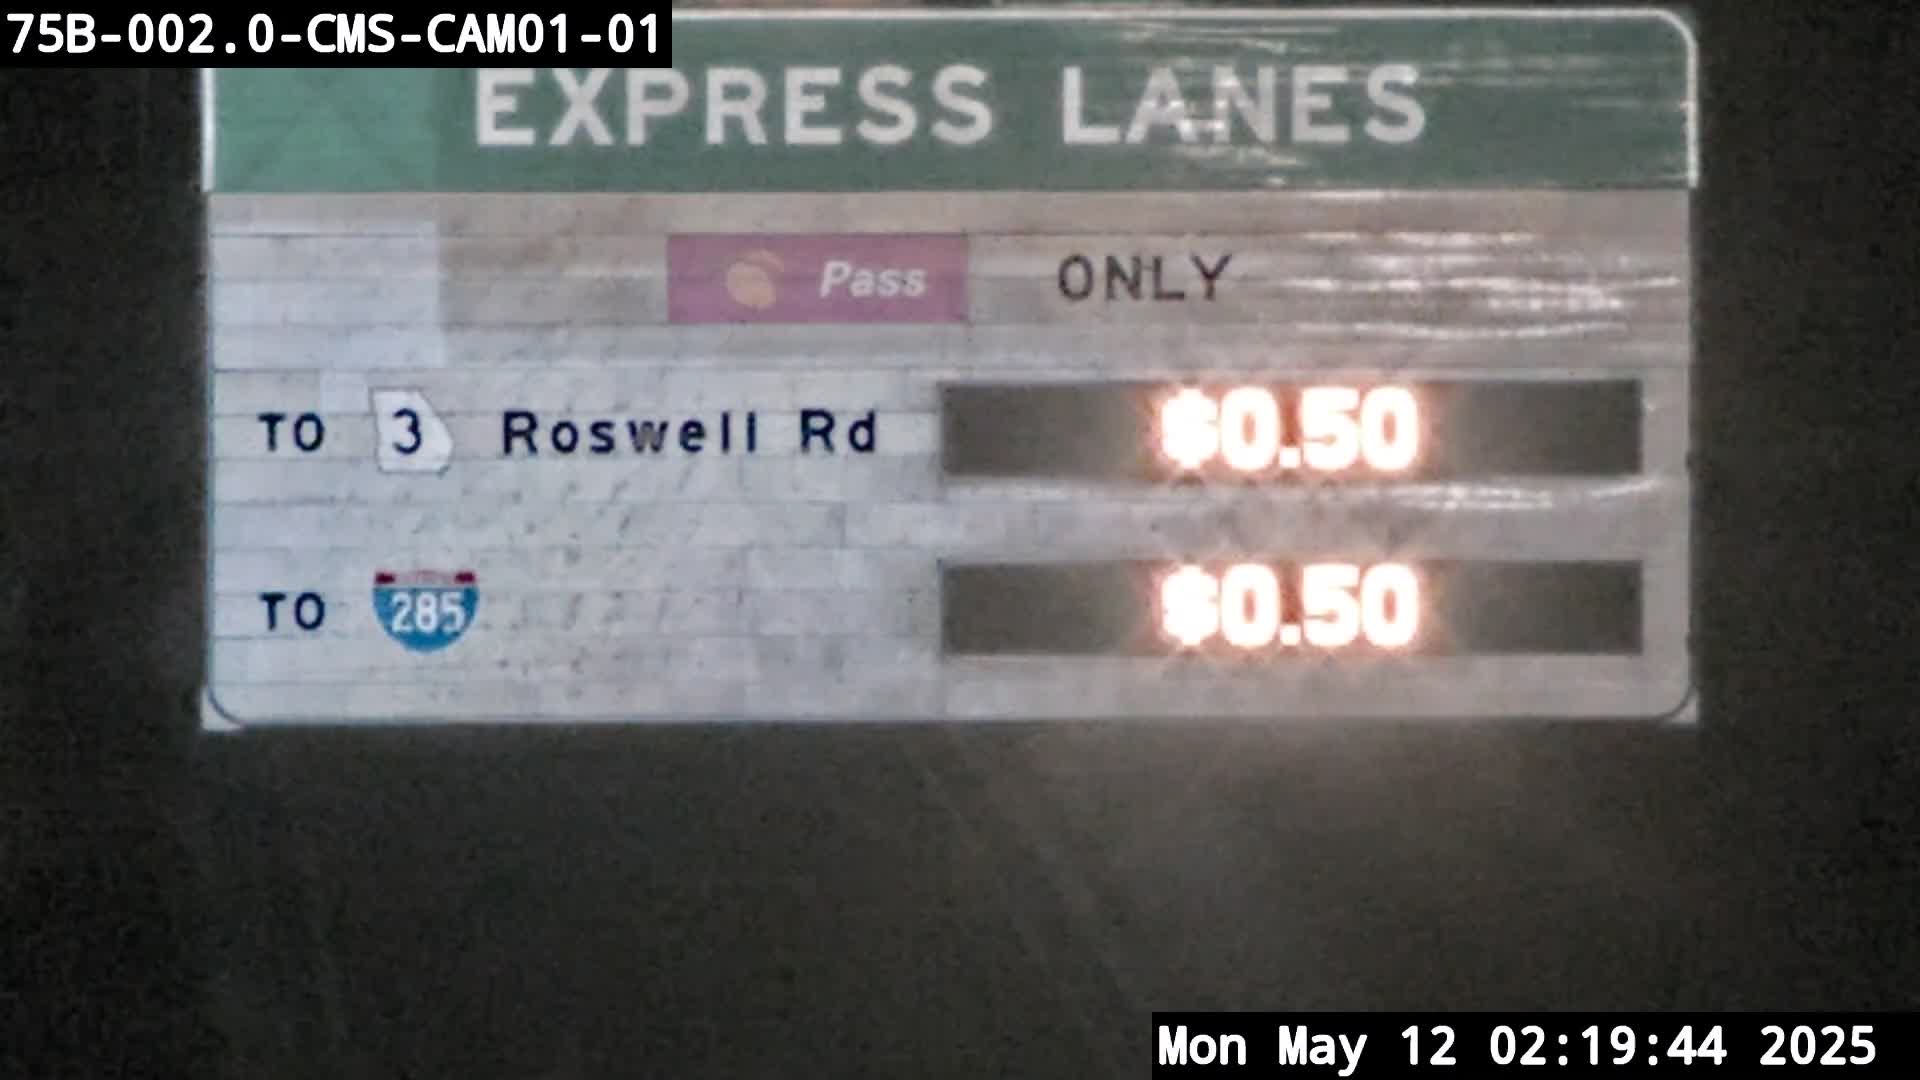 75B-002.0-CMS-CAM01-01
EXPRESS LANES
Pass ONLY
TO 3 Roswell Rd $0.50
TO 285 $0.50
Mon May 12 02:19:44 2025